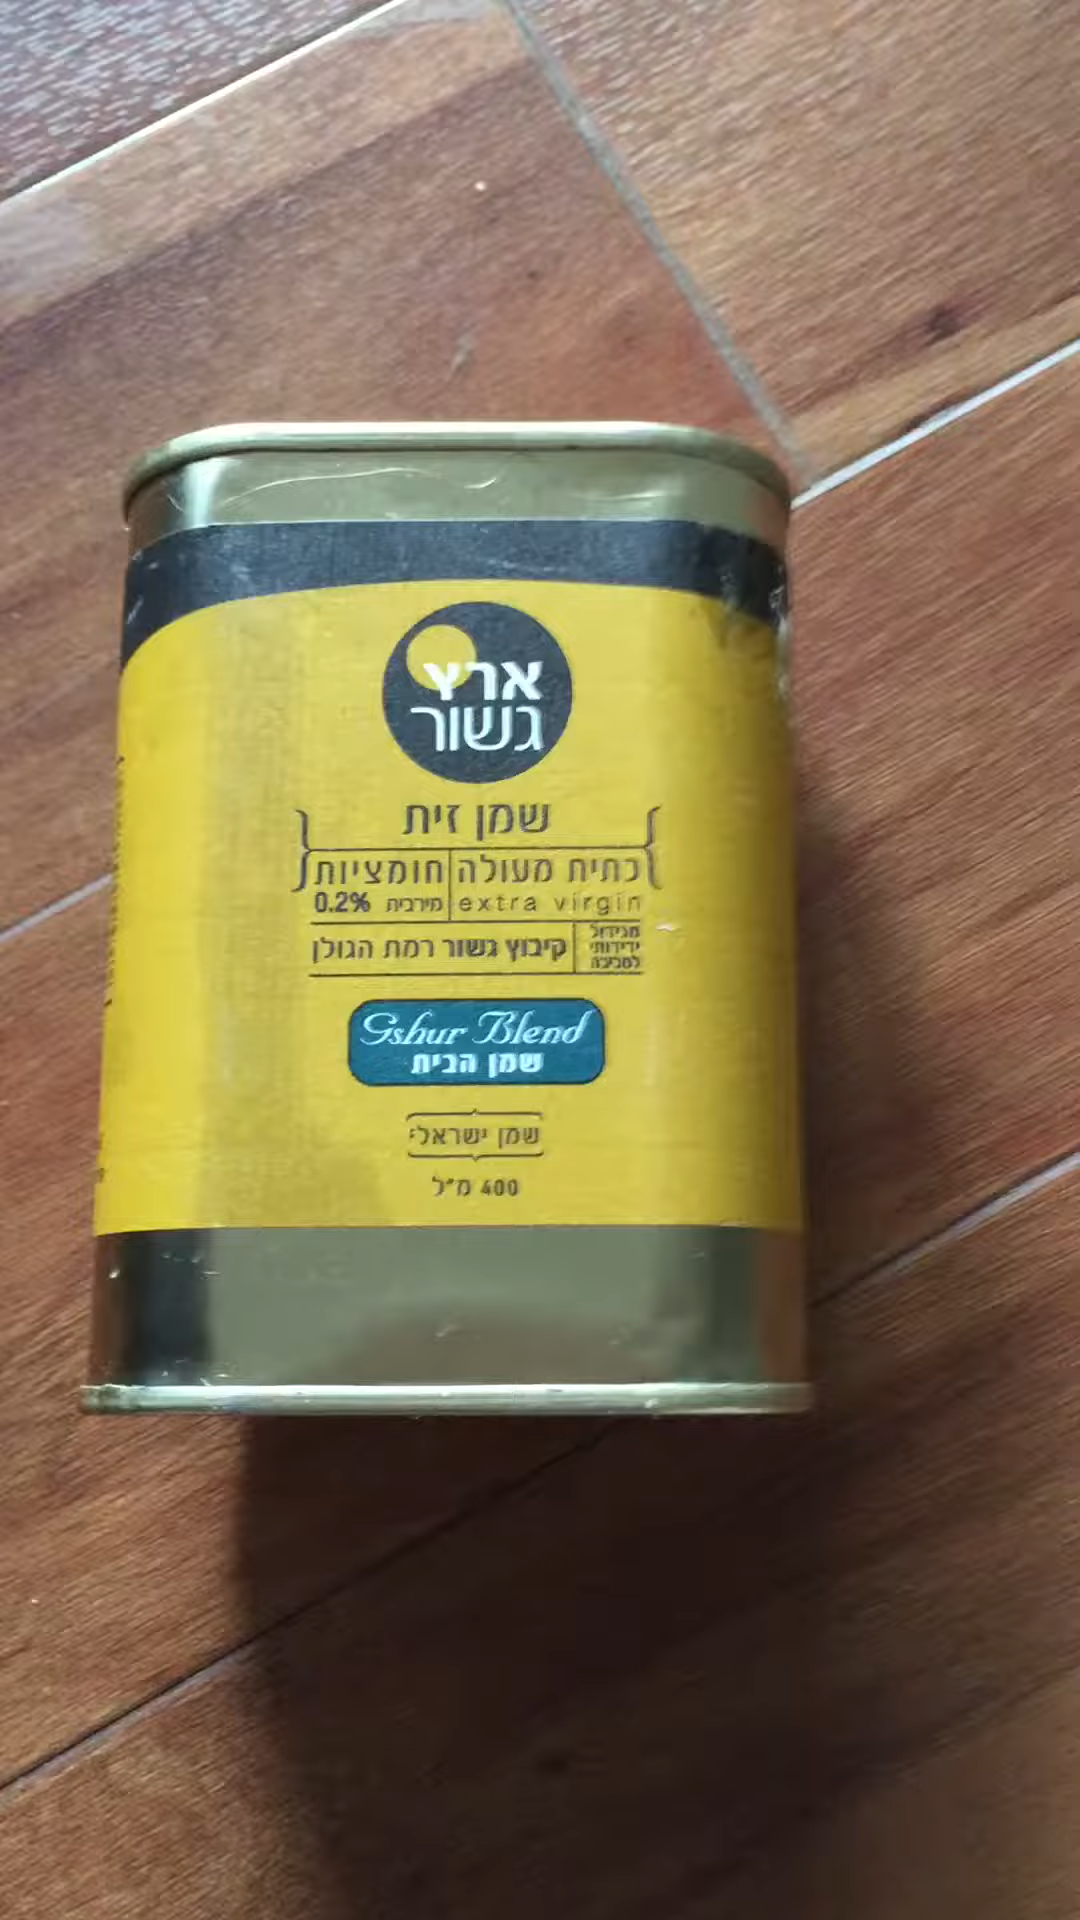 ארץ
גשור
שמן זית
כתית מעולה חומציות
extra virgin מירבית 0.2%
מגידול
ידידותי
לסביבה
קיבוץ גשור רמת הגולן
Gshur Blend
שמן הבית
שמן ישראלי
400 מ"ל